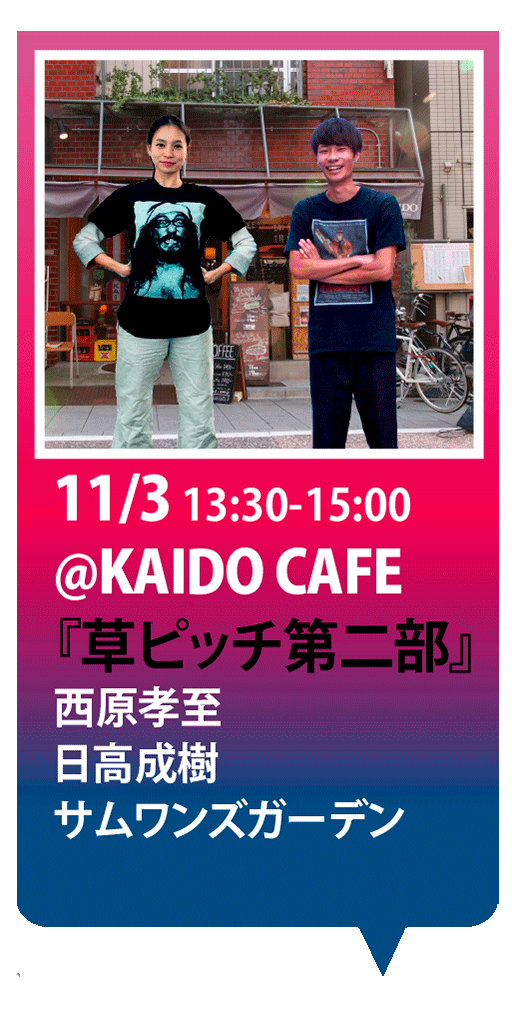 11/3 13:30-15:00
@KAIDO CAFE
『草ピッチ第二部』
西原孝至
日高成樹
サムワンズガーデン